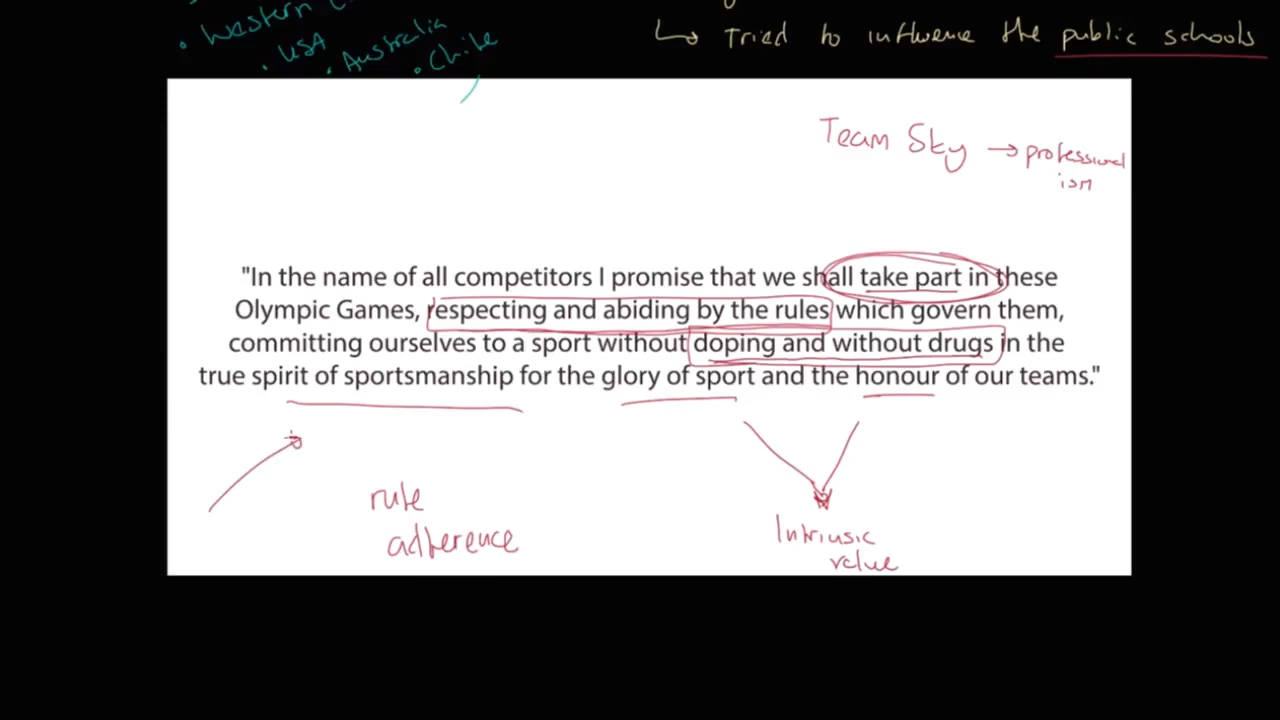 Western
• USA
• Australia
• Chile
↳ Tried to influence the public schools
Team Sky → professional
ism
"In the name of all competitors I promise that we shall take part in these
Olympic Games, respecting and abiding by the rules which govern them,
committing ourselves to a sport without doping and without drugs in the
true spirit of sportsmanship for the glory of sport and the honour of our teams."
rule
adherence
Intrinsic
value